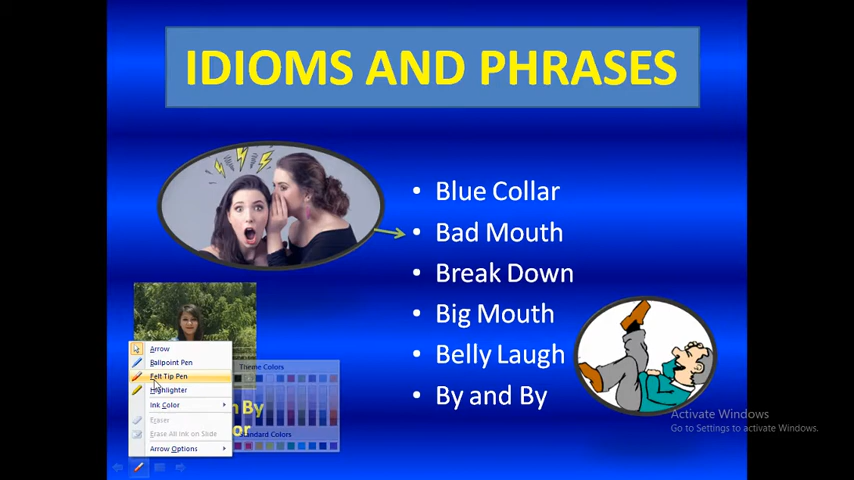 IDIOMS AND PHRASES
• Blue Collar
• Bad Mouth
• Break Down
• Big Mouth
• Belly Laugh
• By and By
Arrow
Ballpoint Pen
Felt Tip Pen
Highlighter
Ink Color
Eraser
Erase All Ink on Slide
Arrow Options
Theme Colors
Standard Colors
By
or
Activate Windows
Go to Settings to activate Windows.